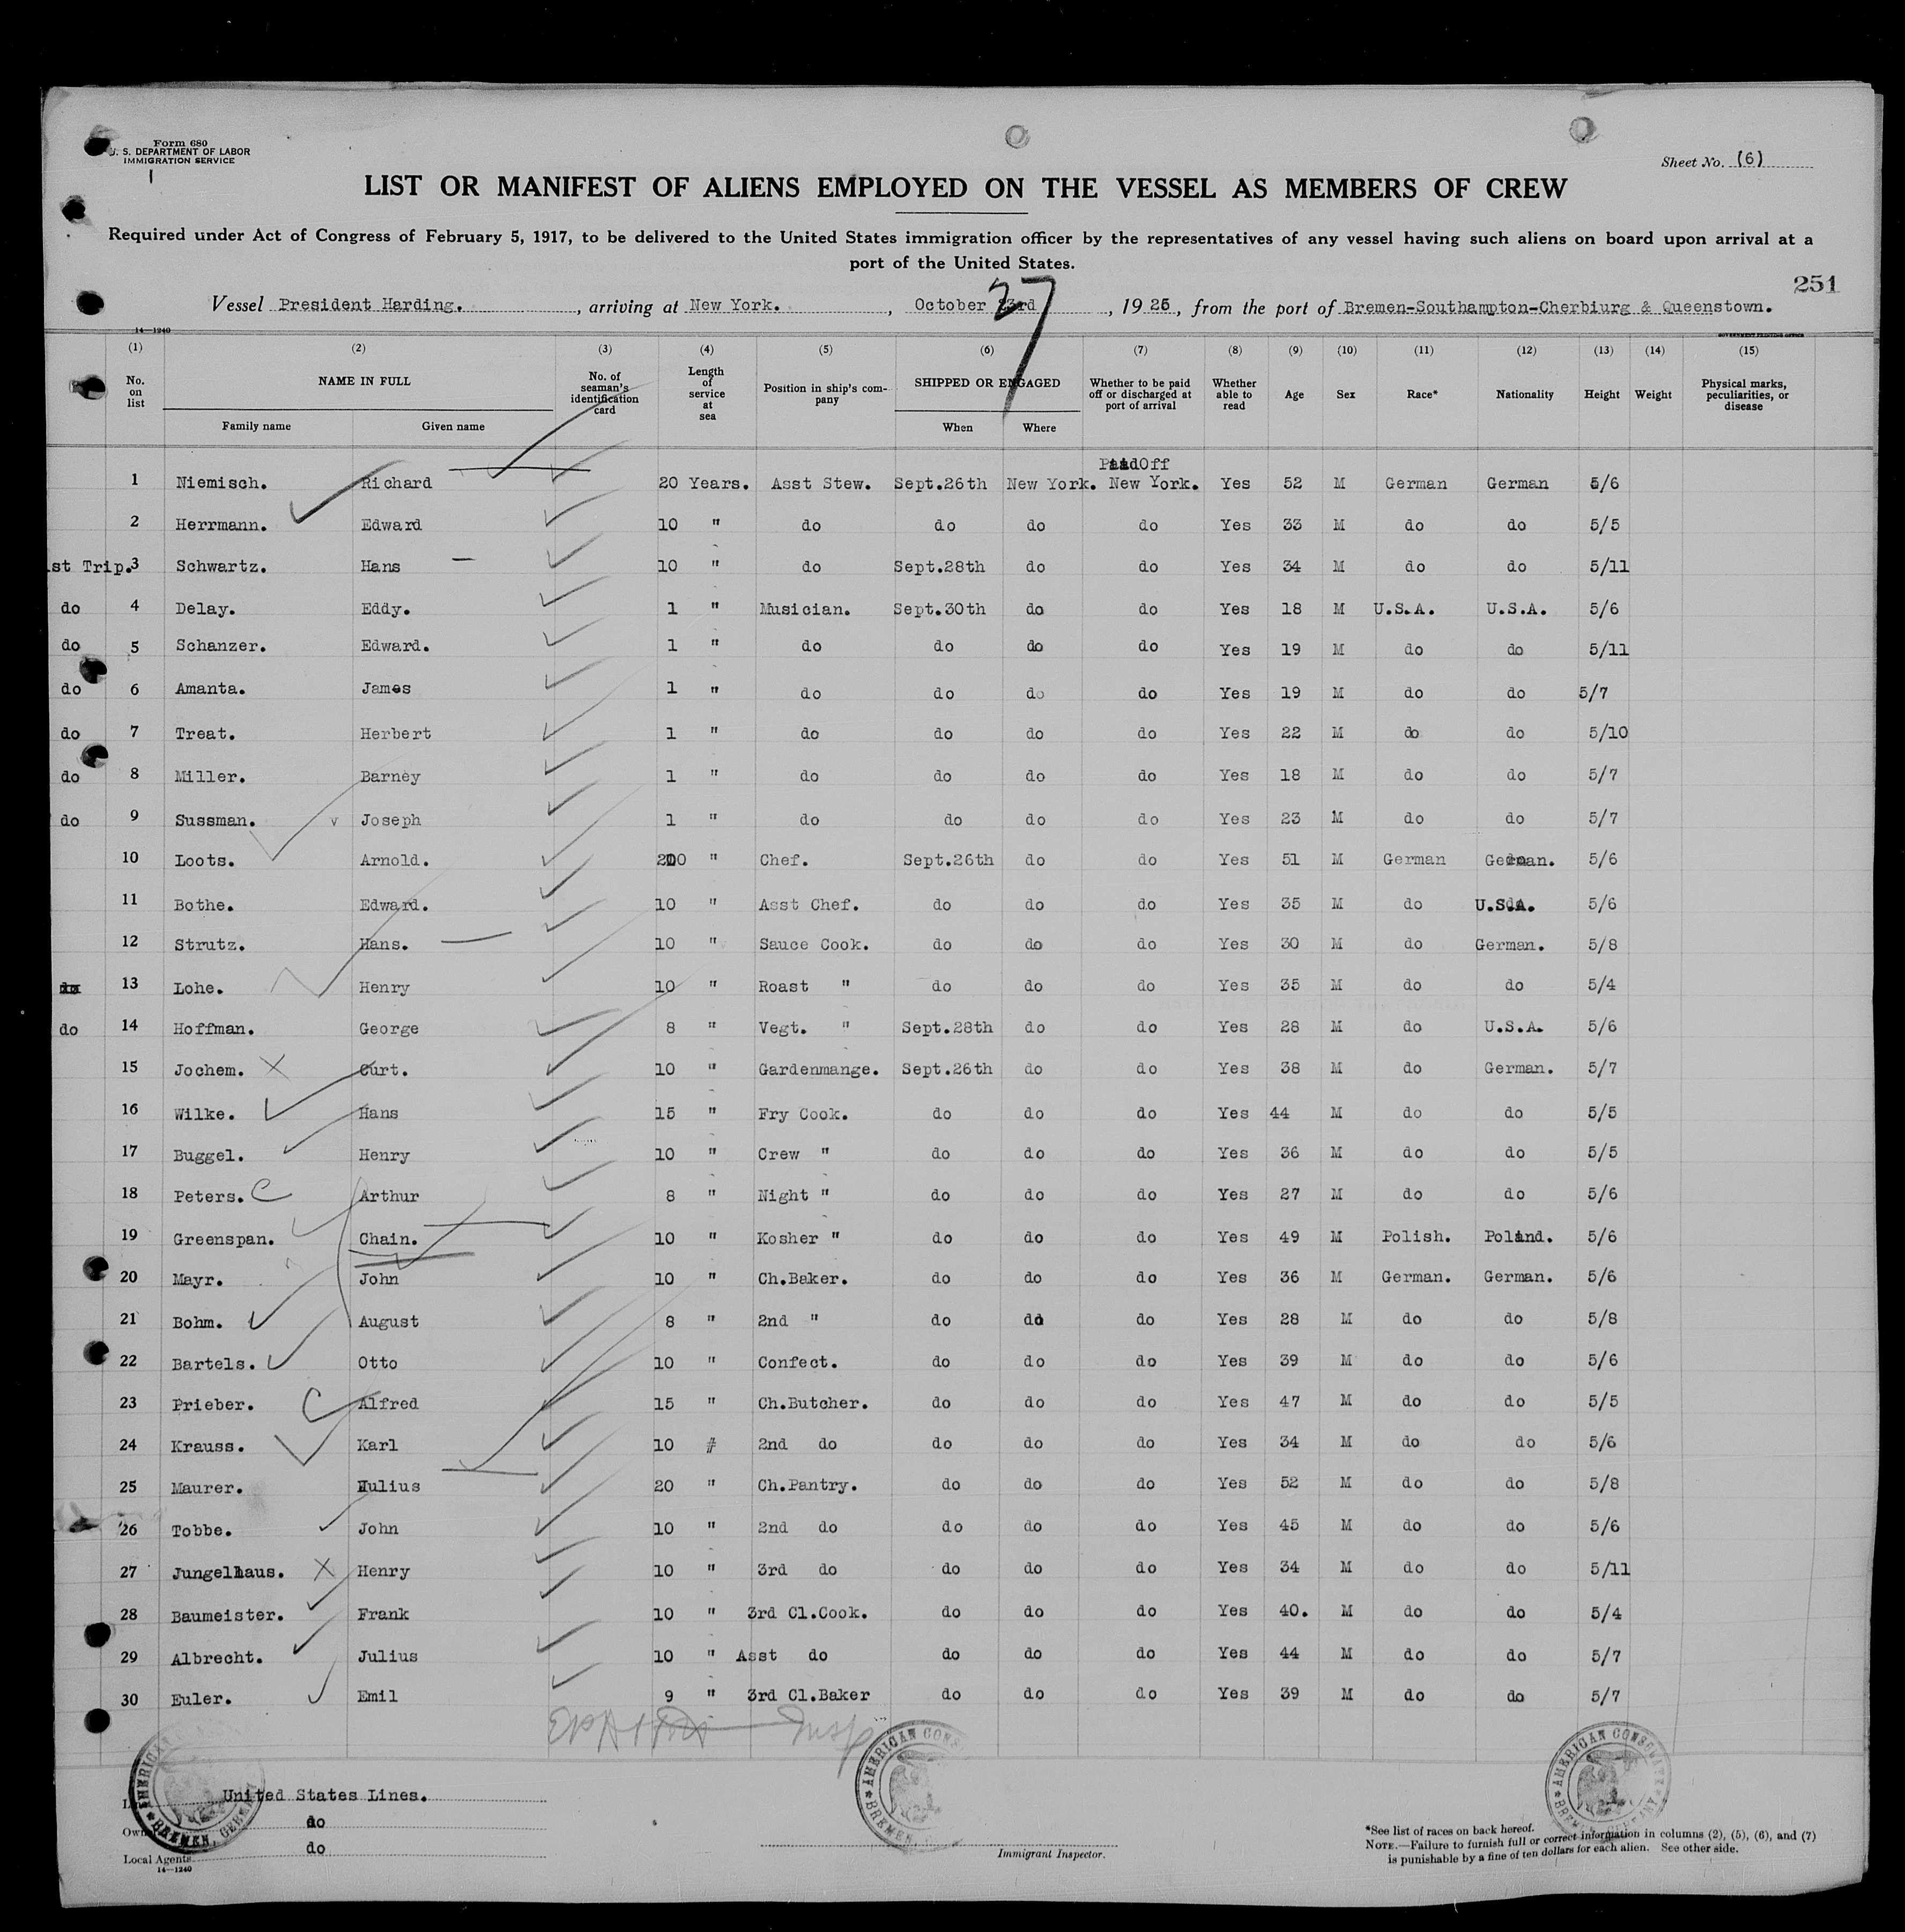 Form 680
U. S. DEPARTMENT OF LABOR
IMMIGRATION SERVICE
1
Sheet No. (6)
LIST OR MANIFEST OF ALIENS EMPLOYED ON THE VESSEL AS MEMBERS OF CREW
Required under Act of Congress of February 5, 1917, to be delivered to the United States immigration officer by the representatives of any vessel having such aliens on board upon arrival at a
port of the United States.
251
Vessel President Harding. , arriving at New York. , October 27 , 1925, from the port of Bremen-Southampton-Cherbiurg & Queenstown.
14—1240 GOVERNMENT PRINTING OFFICE
(1) (2) (3) (4) (5) (6) (7) (8) (9) (10) (11) (12) (13) (14) (15)
No. on list NAME IN FULL No. of seaman's identification card Length of service at sea Position in ship's company SHIPPED OR ENGAGED Whether to be paid off or discharged at port of arrival Whether able to read Age Sex Race* Nationality Height Weight Physical marks, peculiarities, or disease
Family name Given name When Where
Paid Off
1 Niemisch. Richard 20 Years. Asst Stew. Sept.26th New York. New York. Yes 52 M German German 5/6
2 Herrmann. Edward 10 " do do do do Yes 33 M do do 5/5
st Trip. 3 Schwartz. Hans 10 " do Sept.28th do do Yes 34 M do do 5/11
do 4 Delay. Eddy. 1 " Musician. Sept.30th do do Yes 18 M U.S.A. U.S.A. 5/6
do 5 Schanzer. Edward. 1 " do do do do Yes 19 M do do 5/11
do 6 Amanta. James 1 " do do do do Yes 19 M do do 5/7
do 7 Treat. Herbert 1 " do do do do Yes 22 M do do 5/10
do 8 Miller. Barney 1 " do do do do Yes 18 M do do 5/7
do 9 Sussman. v Joseph 1 " do do do do Yes 23 M do do 5/7
10 Loots. Arnold. 20 " Chef. Sept.26th do do Yes 51 M German German. 5/6
11 Bothe. Edward. 10 " Asst Chef. do do do Yes 35 M do U.S.A. 5/6
12 Strutz. Hans. 10 " Sauce Cook. do do do Yes 30 M do German. 5/8
13 Lohe. Henry 10 " Roast " do do do Yes 35 M do do 5/4
do 14 Hoffman. George 8 " Vegt. " Sept.28th do do Yes 28 M do U.S.A. 5/6
15 Jochem. X Curt. 10 " Gardenmange. Sept.26th do do Yes 38 M do German. 5/7
16 Wilke. Hans 15 " Fry Cook. do do do Yes 44 M do do 5/5
17 Buggel. Henry 10 " Crew " do do do Yes 36 M do do 5/5
18 Peters. C Arthur 8 " Night " do do do Yes 27 M do do 5/6
19 Greenspan. Chain. 10 " Kosher " do do do Yes 49 M Polish. Poland. 5/6
20 Mayr. John 10 " Ch.Baker. do do do Yes 36 M German. German. 5/6
21 Bohm. August 8 " 2nd " do do do Yes 28 M do do 5/8
22 Bartels. Otto 10 " Confect. do do do Yes 39 M do do 5/6
23 Prieber. C Alfred 15 " Ch.Butcher. do do do Yes 47 M do do 5/5
24 Krauss. Karl 10 # 2nd do do do do Yes 34 M do do 5/6
25 Maurer. Julius 20 " Ch.Pantry. do do do Yes 52 M do do 5/8
26 Tobbe. John 10 " 2nd do do do do Yes 45 M do do 5/6
27 Jungelhaus. X Henry 10 " 3rd do do do do Yes 34 M do do 5/11
28 Baumeister. Frank 10 " 3rd Cl.Cook. do do do Yes 40. M do do 5/4
29 Albrecht. Julius 10 " Asst do do do do Yes 44 M do do 5/7
30 Euler. Emil 9 " 3rd Cl.Baker do do do Yes 39 M do do 5/7
AMERICAN CONS BREMEN, GERMANY
United States Lines.
Owners do
Local Agents do
14—1240
Immigrant Inspector.
*See list of races on back hereof.
NOTE.—Failure to furnish full or correct information in columns (2), (5), (6), and (7)
is punishable by a fine of ten dollars for each alien. See other side.